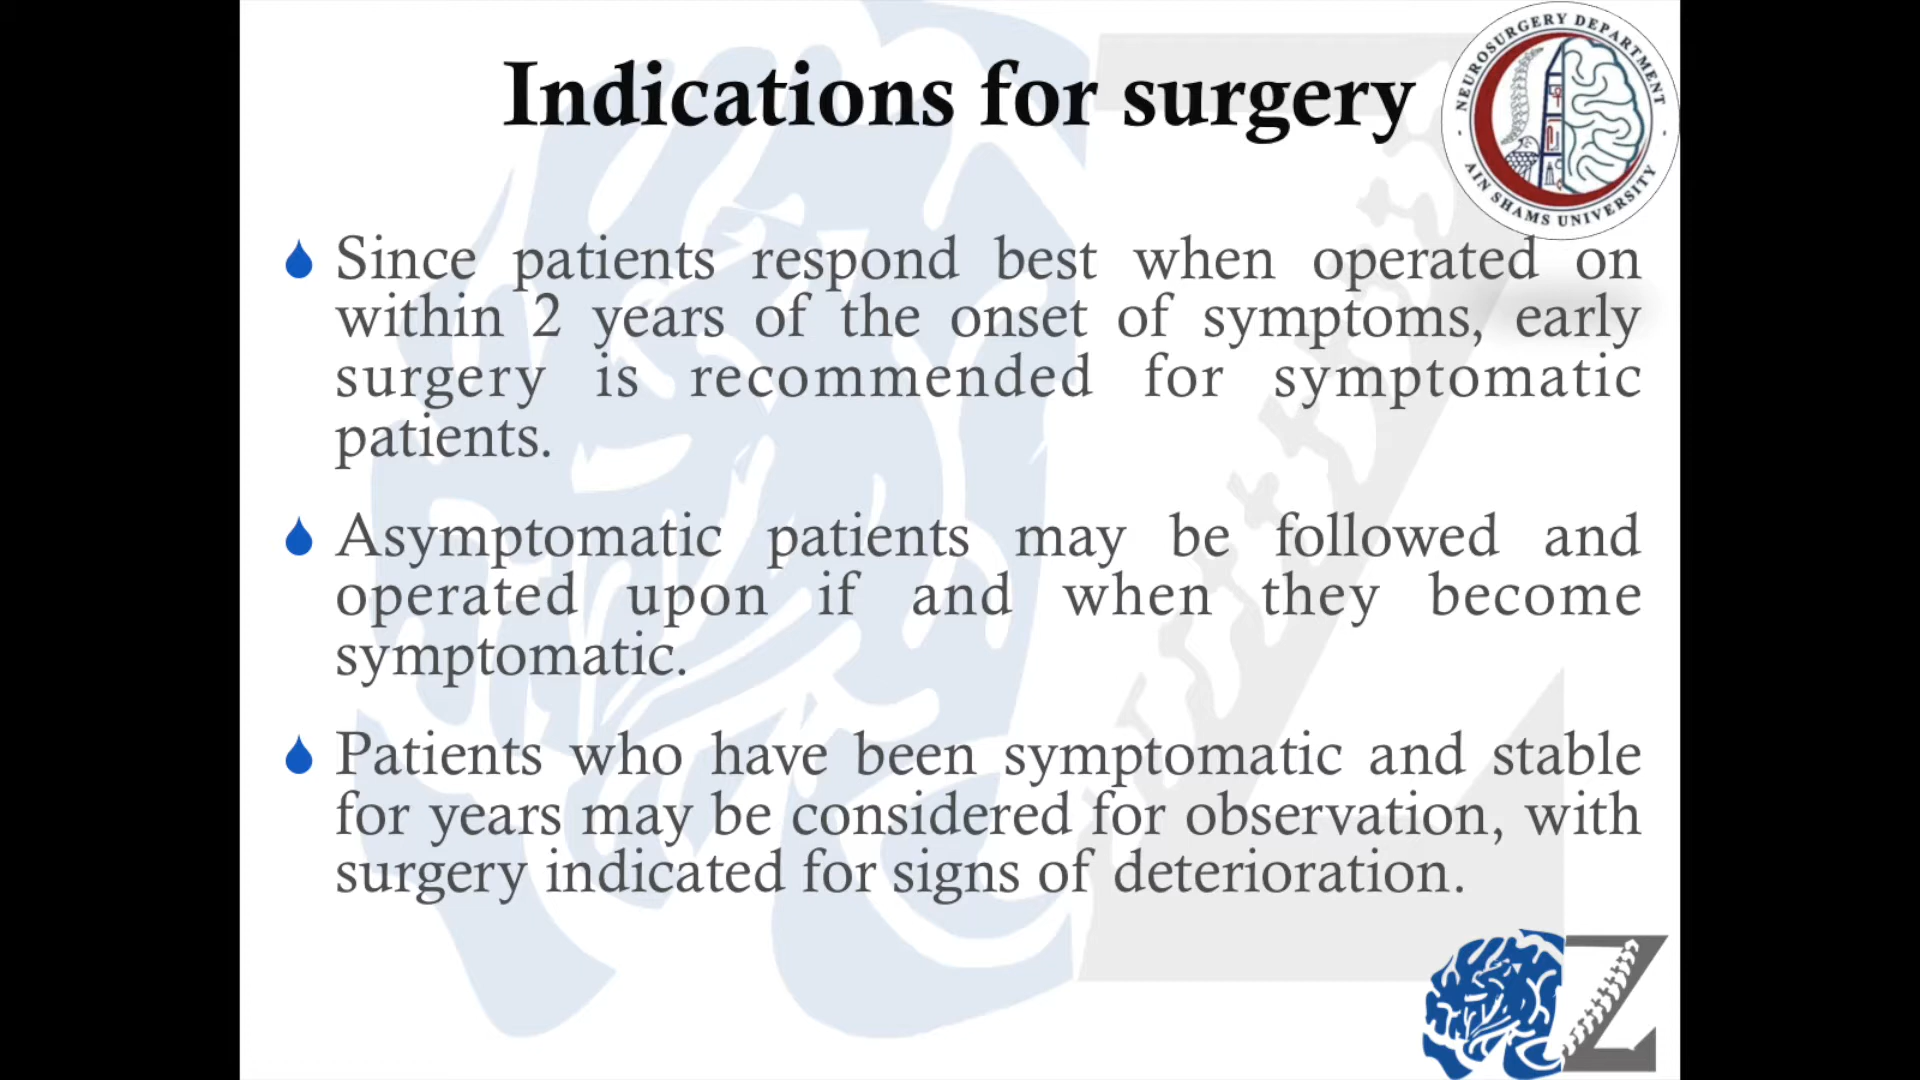 Indications for surgery
NEUROSURGERY DEPARTMENT
AIN SHAMS UNIVERSITY
Since patients respond best when operated on
within 2 years of the onset of symptoms, early
surgery is recommended for symptomatic
patients.
Asymptomatic patients may be followed and
operated upon if and when they become
symptomatic.
Patients who have been symptomatic and stable
for years may be considered for observation, with
surgery indicated for signs of deterioration.
Z